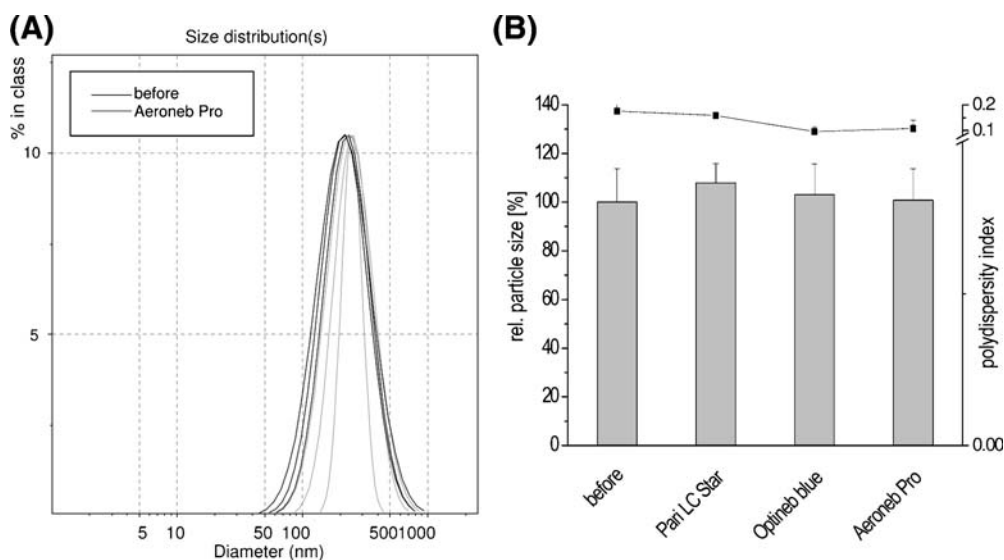 (A)
Size distribution(s)
% in class
before
Aeroneb Pro
10
5
5 10 50 100 500 1000
Diameter (nm)
(B)
rel. particle size [%]
140
120
100
80
60
40
20
0
0.2
0.1
0.00
polydispersity index
before
Pari LC Star
Optineb blue
Aeroneb Pro